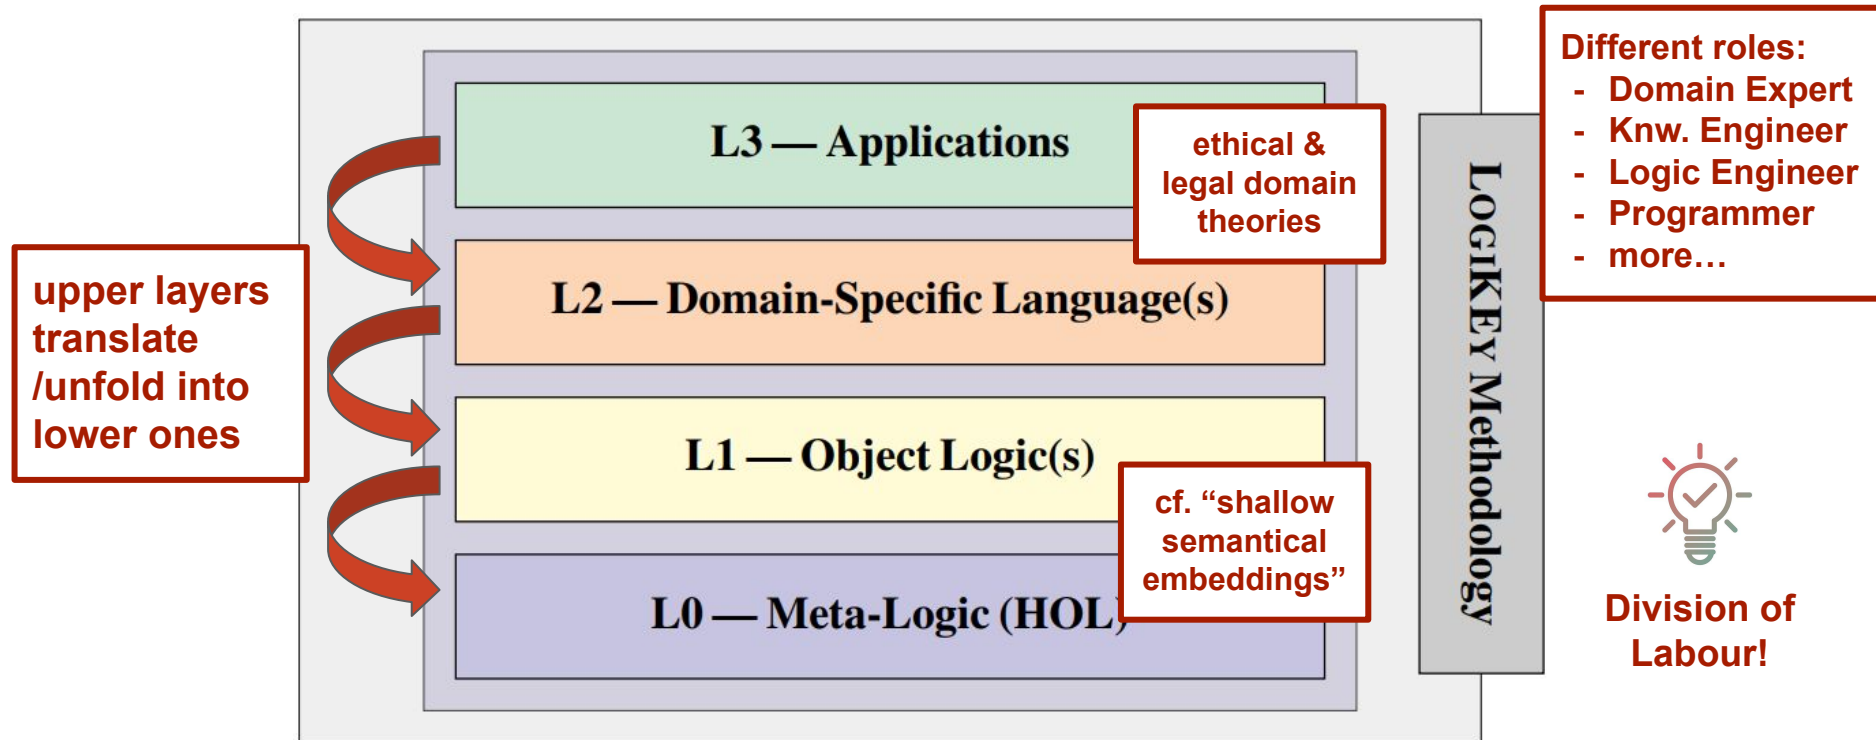 L3 — Applications
ethical &
legal domain
theories
L2 — Domain-Specific Language(s)
L1 — Object Logic(s)
cf. “shallow
semantical
embeddings”
L0 — Meta-Logic (HOL)
upper layers
translate
/unfold into
lower ones
LOGIKEY Methodology
Different roles:
- Domain Expert
- Knw. Engineer
- Logic Engineer
- Programmer
- more…
Division of
Labour!